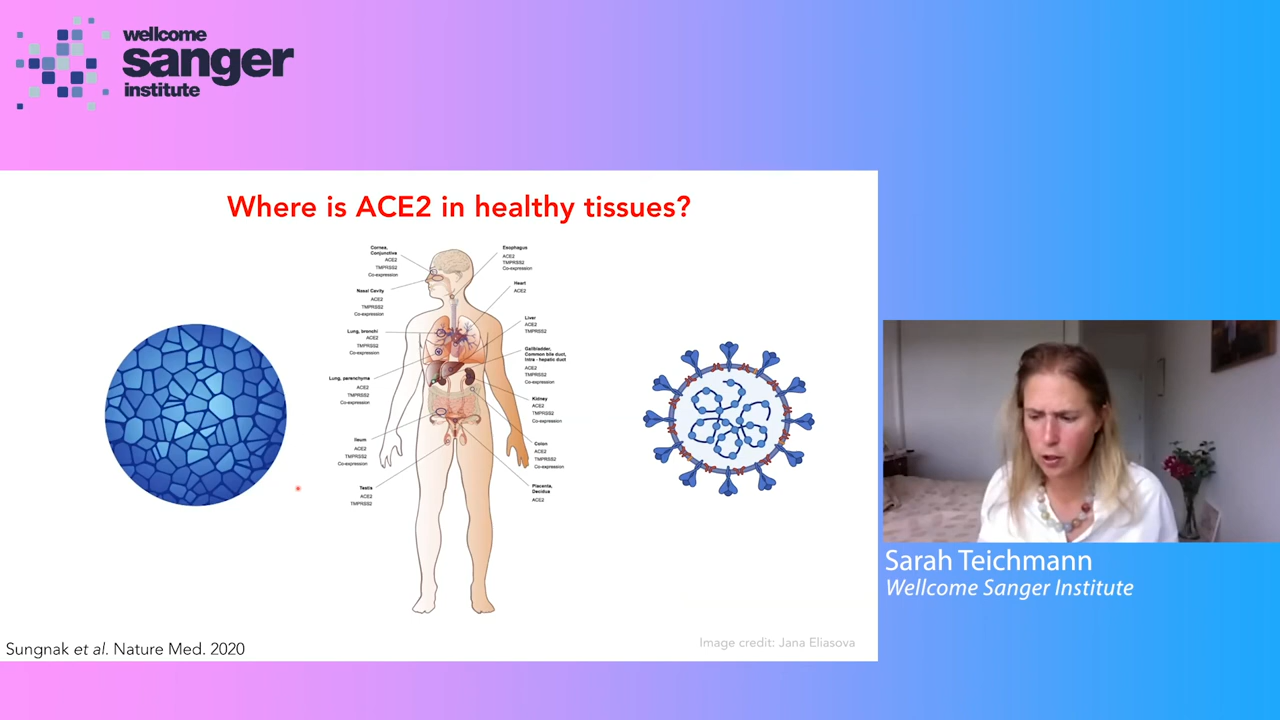 wellcome
sanger
institute
Where is ACE2 in healthy tissues?
Cornea,
Conjunctiva
ACE2
TMPRSS2
Co-expression
Nasal Cavity
ACE2
TMPRSS2
Co-expression
Lung, bronchi
ACE2
TMPRSS2
Co-expression
Lung, parenchyma
ACE2
TMPRSS2
Co-expression
Ileum
ACE2
TMPRSS2
Co-expression
Testis
ACE2
TMPRSS2
Esophagus
ACE2
TMPRSS2
Co-expression
Heart
ACE2
Liver
ACE2
TMPRSS2
Gallbladder,
Common bile duct,
Intra - hepatic duct
ACE2
TMPRSS2
Co-expression
Kidney
ACE2
TMPRSS2
Co-expression
Colon
ACE2
TMPRSS2
Co-expression
Placenta,
Decidua
ACE2
Sungnak et al. Nature Med. 2020
Image credit: Jana Eliasova
Sarah Teichmann
Wellcome Sanger Institute